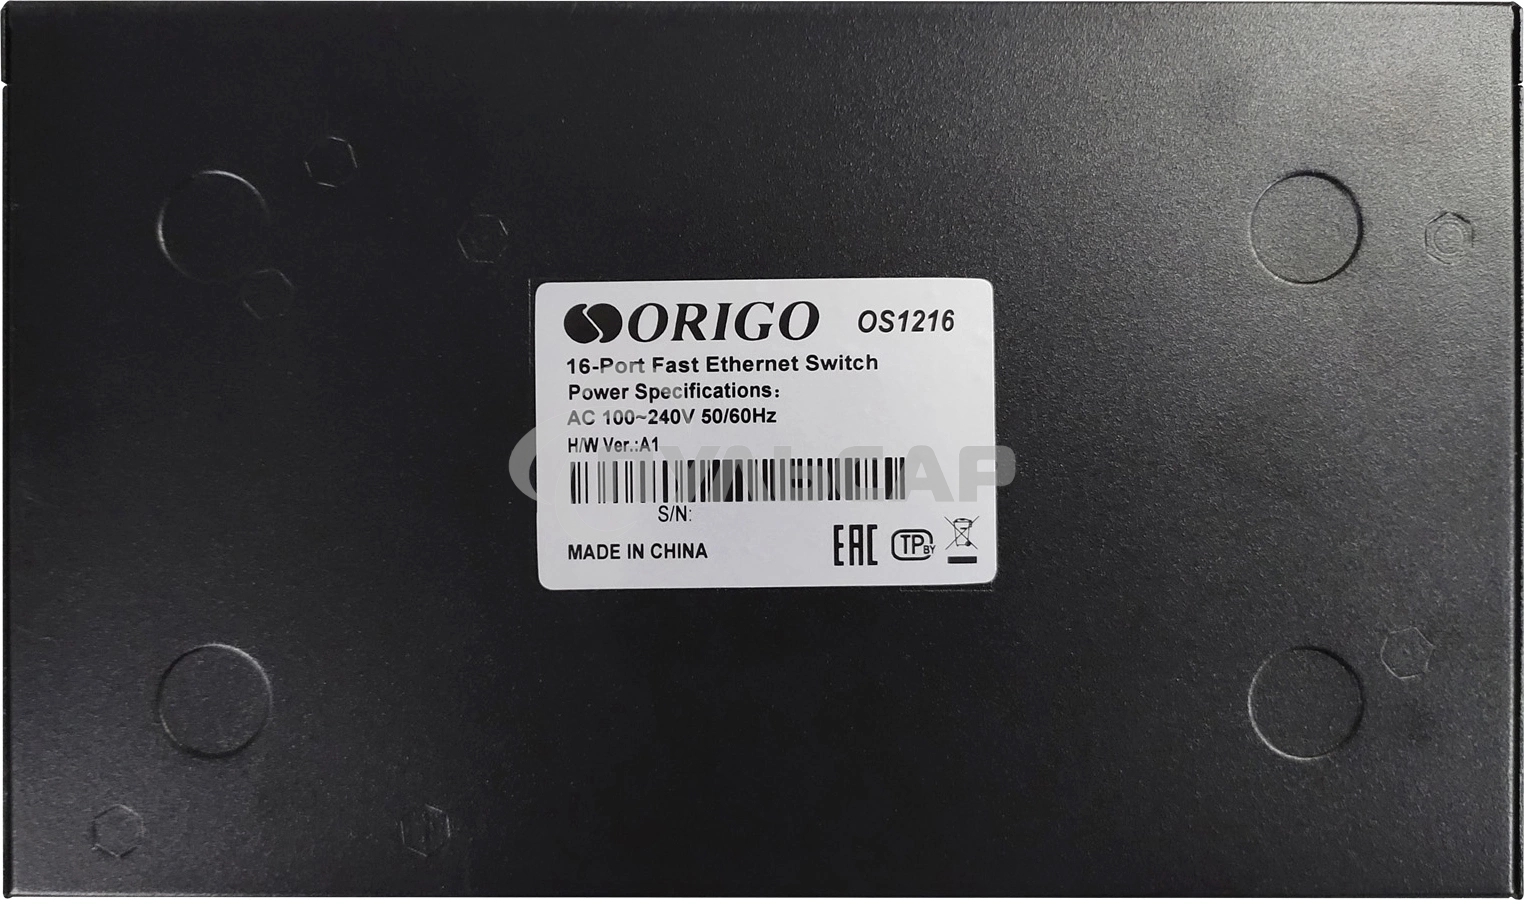 ORIGO OS1216
16-Port Fast Ethernet Switch
Power Specifications:
AC 100~240V 50/60Hz
H/W Ver.:A1
S/N:
MADE IN CHINA
EAC TP BY